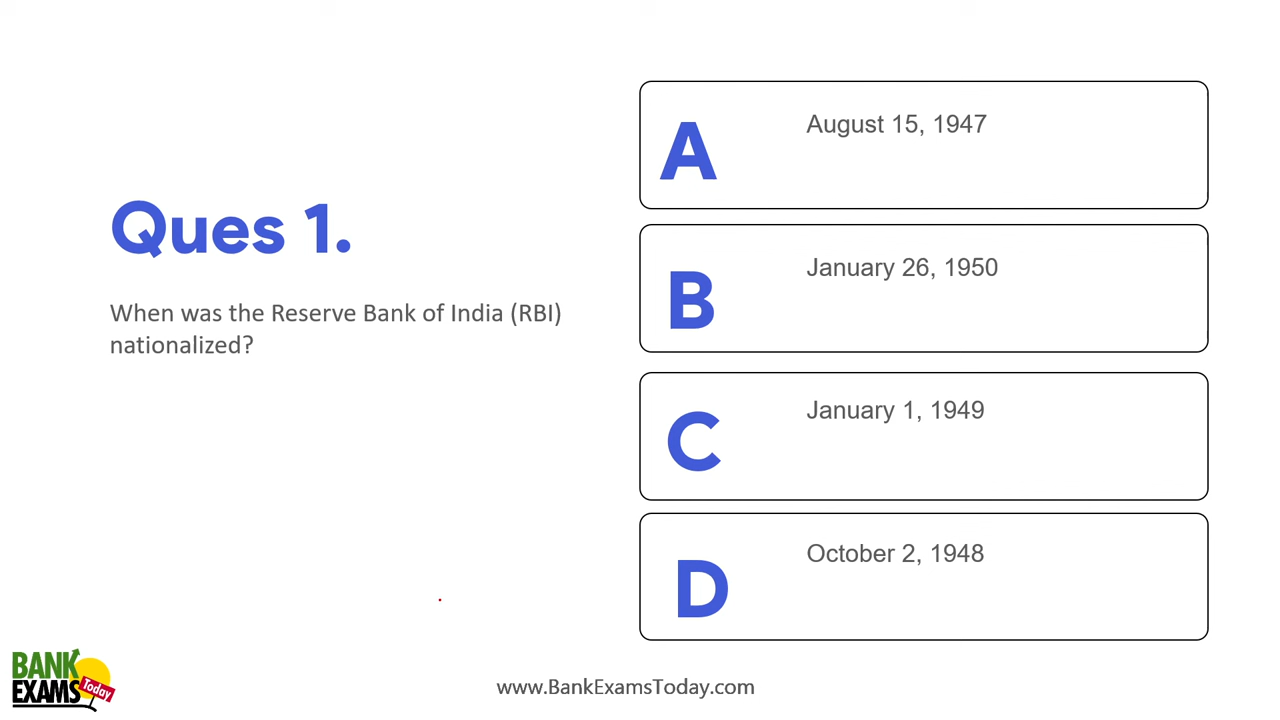 Ques 1.
When was the Reserve Bank of India (RBI)
nationalized?
A
August 15, 1947
B
January 26, 1950
C
January 1, 1949
D
October 2, 1948
BANK
EXAMS
Today
www.BankExamsToday.com